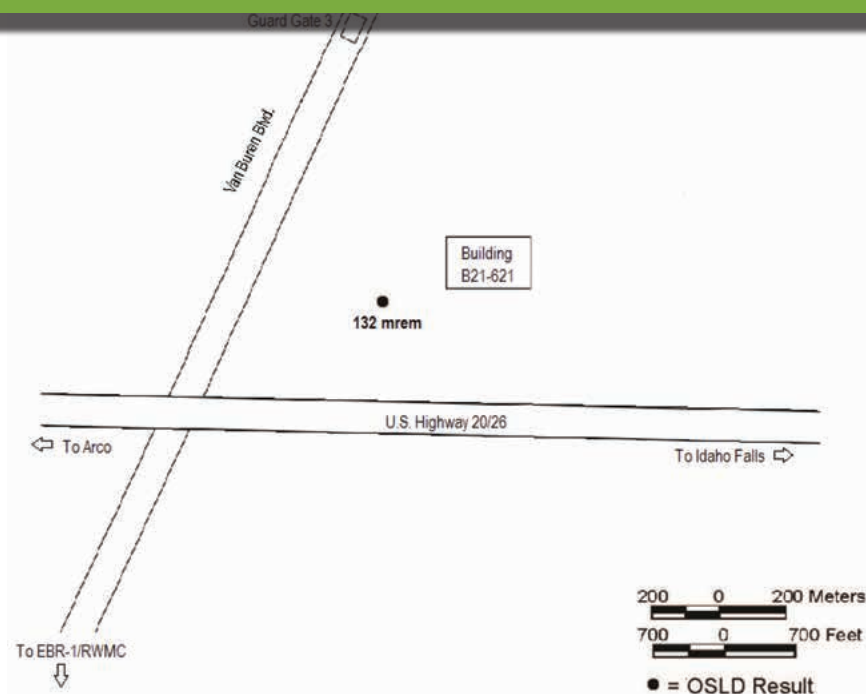 Guard Gate 3
Van Buren Blvd.
Building
B21-621
132 mrem
U.S. Highway 20/26
To Arco
To Idaho Falls
200 0 200 Meters
700 0 700 Feet
To EBR-1/RWMC
= OSLD Result